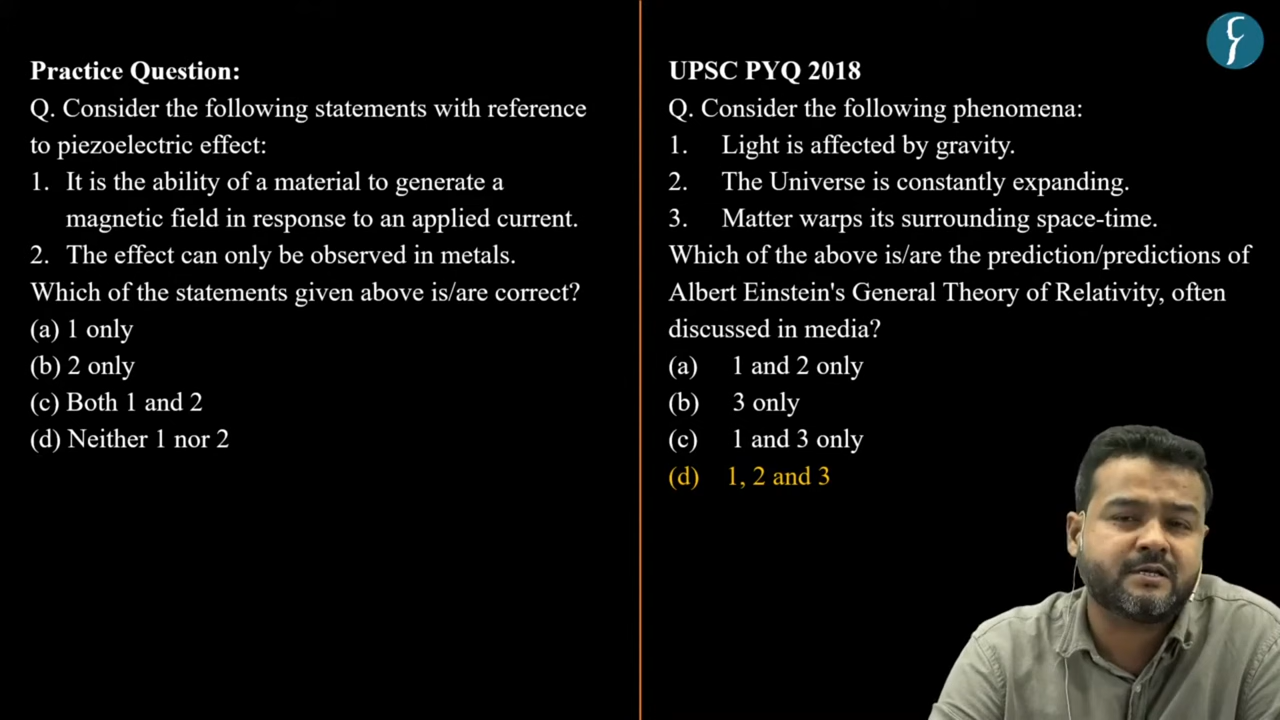 Practice Question:
Q. Consider the following statements with reference
to piezoelectric effect:
1. It is the ability of a material to generate a
magnetic field in response to an applied current.
2. The effect can only be observed in metals.
Which of the statements given above is/are correct?
(a) 1 only
(b) 2 only
(c) Both 1 and 2
(d) Neither 1 nor 2
UPSC PYQ 2018
Q. Consider the following phenomena:
1. Light is affected by gravity.
2. The Universe is constantly expanding.
3. Matter warps its surrounding space-time.
Which of the above is/are the prediction/predictions of
Albert Einstein's General Theory of Relativity, often
discussed in media?
(a) 1 and 2 only
(b) 3 only
(c) 1 and 3 only
(d) 1, 2 and 3